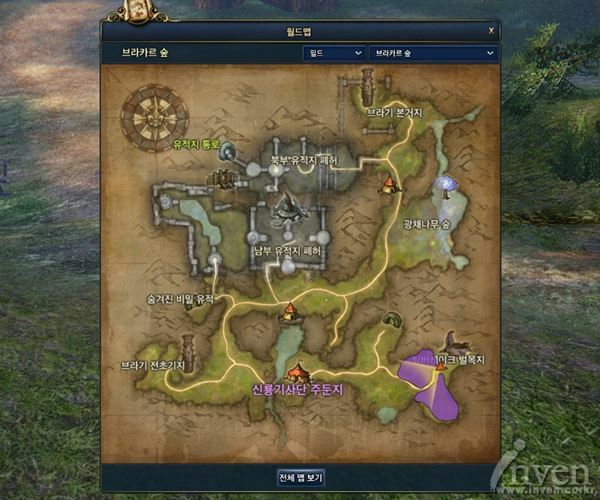 월드맵
X
브라카르 숲
필드
브라카르 숲
브라기 본거지
유적지 통로
북부 유적지 폐허
광채나무 숲
남부 유적지 폐허
숨겨진 비밀 유적
브라기 전초기지
벌목지
신룡기사단 주둔지
전체 맵 보기
inven
www.inven.co.kr